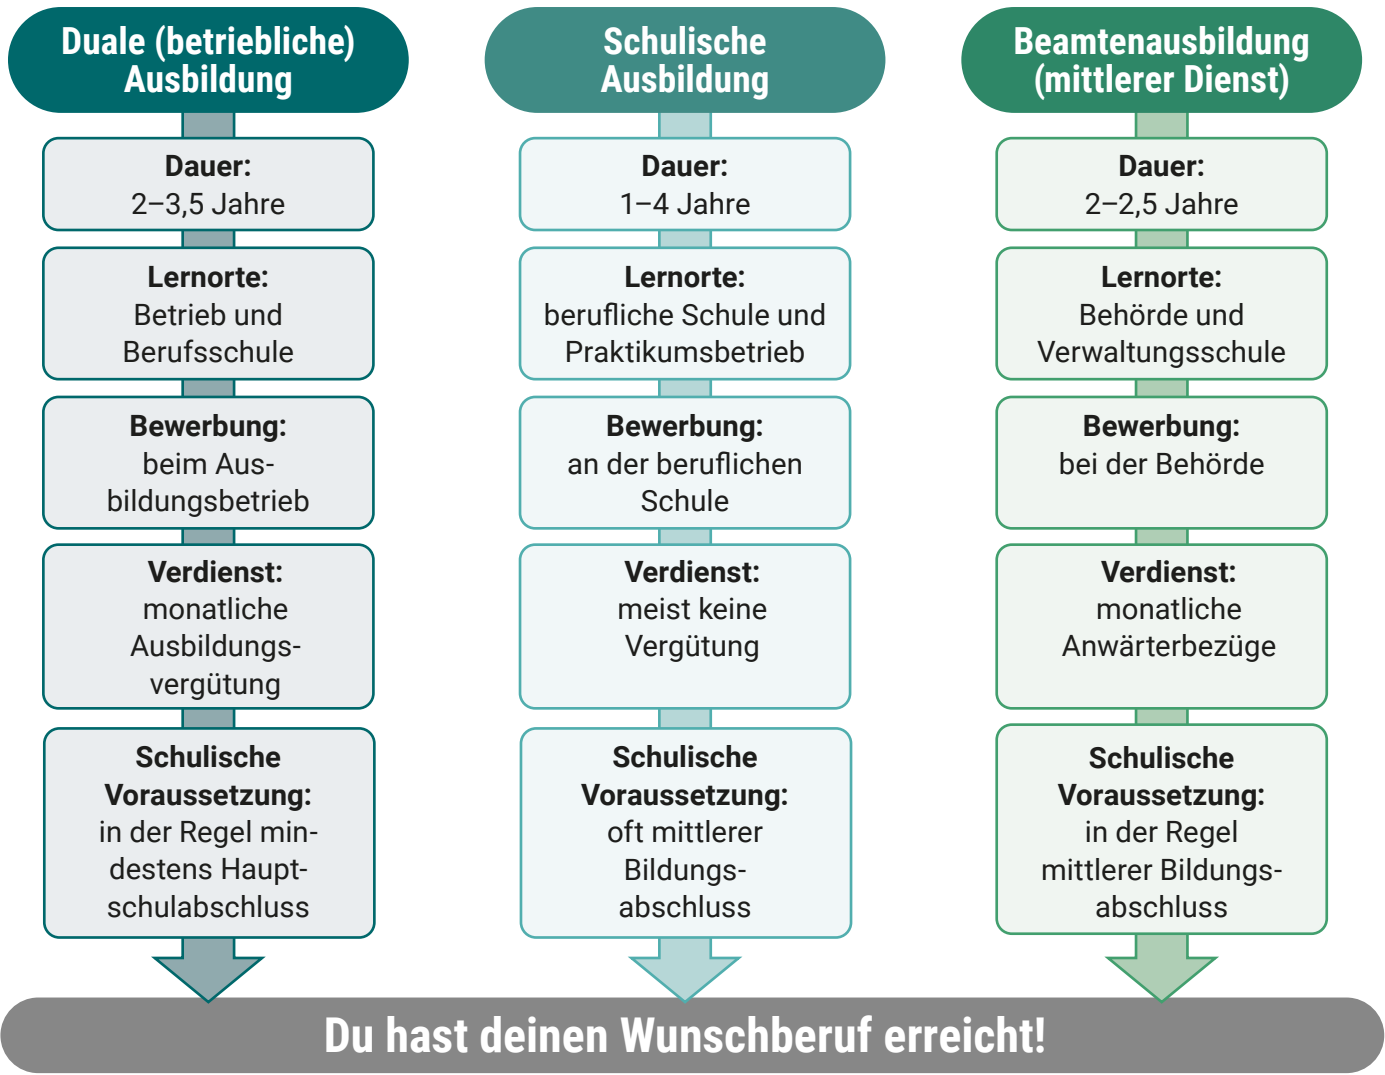 Duale (betriebliche)
Ausbildung
Dauer:
2–3,5 Jahre
Lernorte:
Betrieb und
Berufsschule
Bewerbung:
beim Aus-
bildungsbetrieb
Verdienst:
monatliche
Ausbildungs-
vergütung
Schulische
Voraussetzung:
in der Regel min-
destens Haupt-
schulabschluss
Schulische
Ausbildung
Dauer:
1–4 Jahre
Lernorte:
berufliche Schule und
Praktikumsbetrieb
Bewerbung:
an der beruflichen
Schule
Verdienst:
meist keine
Vergütung
Schulische
Voraussetzung:
oft mittlerer
Bildungs-
abschluss
Beamtenausbildung
(mittlerer Dienst)
Dauer:
2–2,5 Jahre
Lernorte:
Behörde und
Verwaltungsschule
Bewerbung:
bei der Behörde
Verdienst:
monatliche
Anwärterbezüge
Schulische
Voraussetzung:
in der Regel
mittlerer Bildungs-
abschluss
Du hast deinen Wunschberuf erreicht!